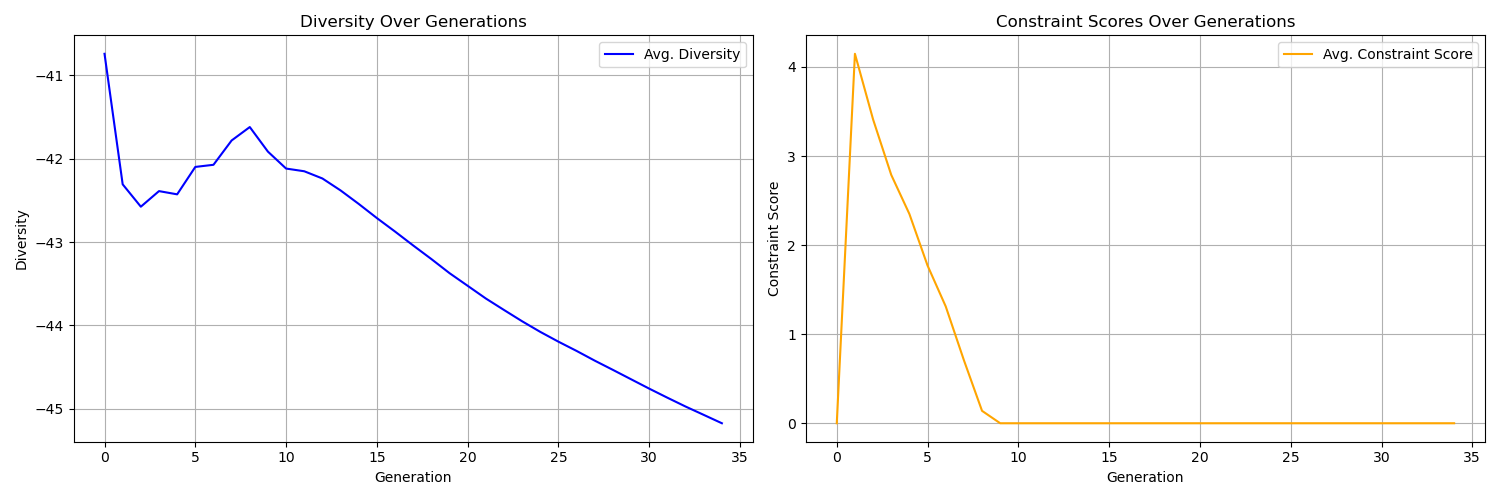 Diversity Over Generations
Avg. Diversity
Diversity
−41
−42
−43
−44
−45
0 5 10 15 20 25 30 35
Generation
Constraint Scores Over Generations
Avg. Constraint Score
Constraint Score
4
3
2
1
0
0 5 10 15 20 25 30 35
Generation